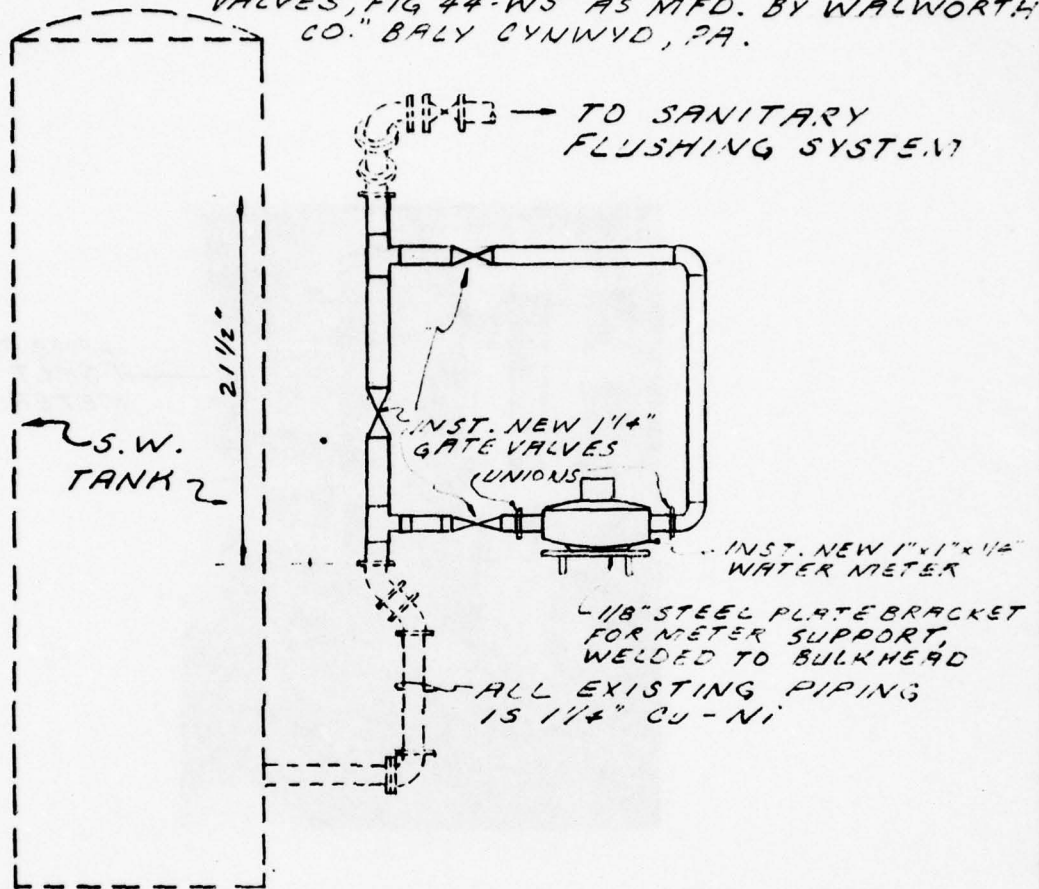 VALVES, FIG 44-WS AS MFD. BY WALWORTH
CO." BALY CYNWYD, PA.
TO SANITARY
FLUSHING SYSTEM
21 1/2"
S.W.
TANK
INST. NEW 1 1/4"
GATE VALVES
UNIONS
INST. NEW 1" x 1" x 1/4"
WATER METER
1/8" STEEL PLATE BRACKET
FOR METER SUPPORT,
WELDED TO BULKHEAD
ALL EXISTING PIPING
IS 1 1/4" CU-NI